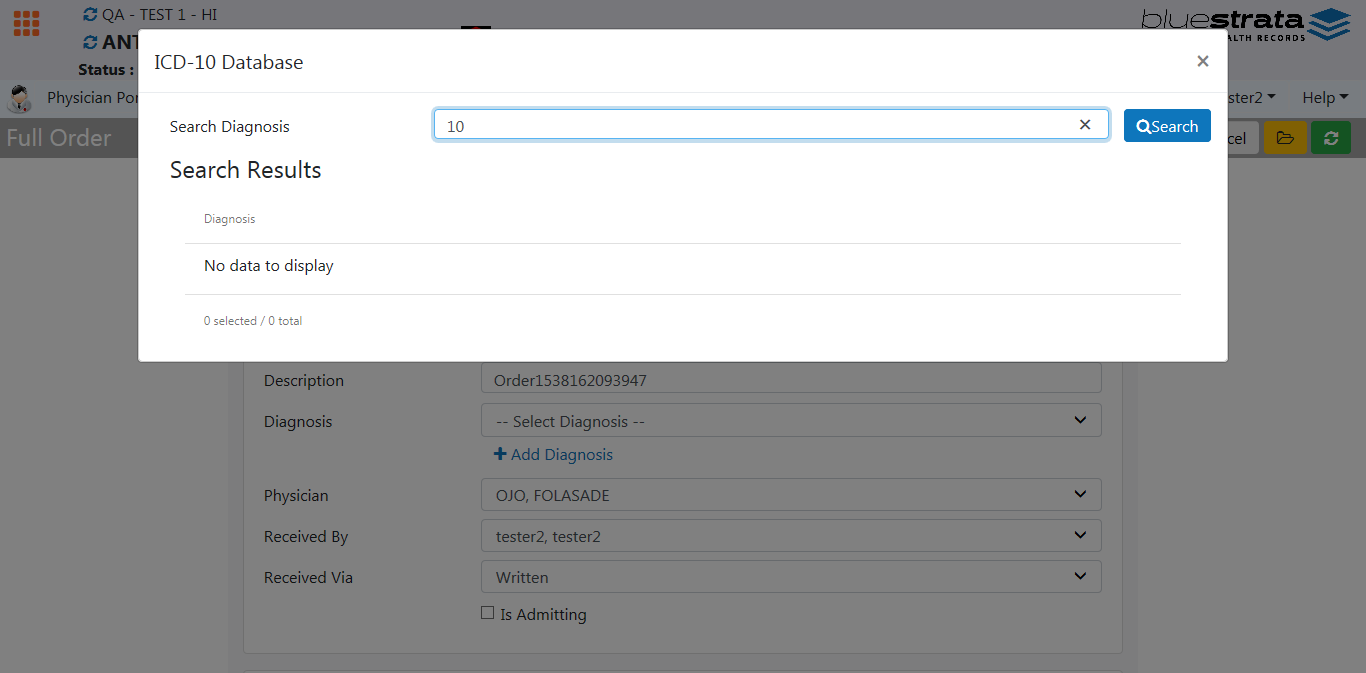 QA - TEST 1 - HI
bluestrata
ANT
ALTH RECORDS
Status :
ICD-10 Database
×
Physician Por
ster2
Help
Search Diagnosis
10
×
Search
Full Order
cel
Search Results
Diagnosis
No data to display
0 selected / 0 total
Description
Order1538162093947
Diagnosis
-- Select Diagnosis --
Add Diagnosis
Physician
OJO, FOLASADE
Received By
tester2, tester2
Received Via
Written
Is Admitting